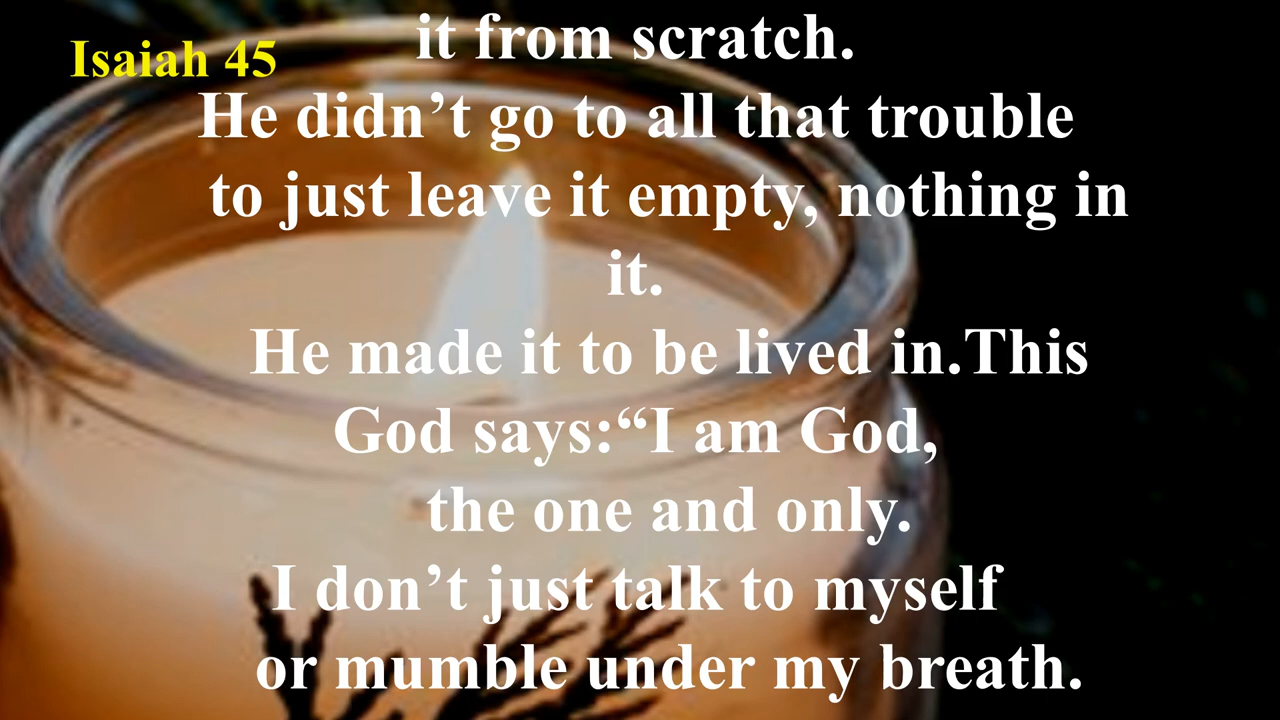 Isaiah 45
it from scratch.
He didn’t go to all that trouble
to just leave it empty, nothing in
it.
He made it to be lived in.This
God says:“I am God,
the one and only.
I don’t just talk to myself
or mumble under my breath.